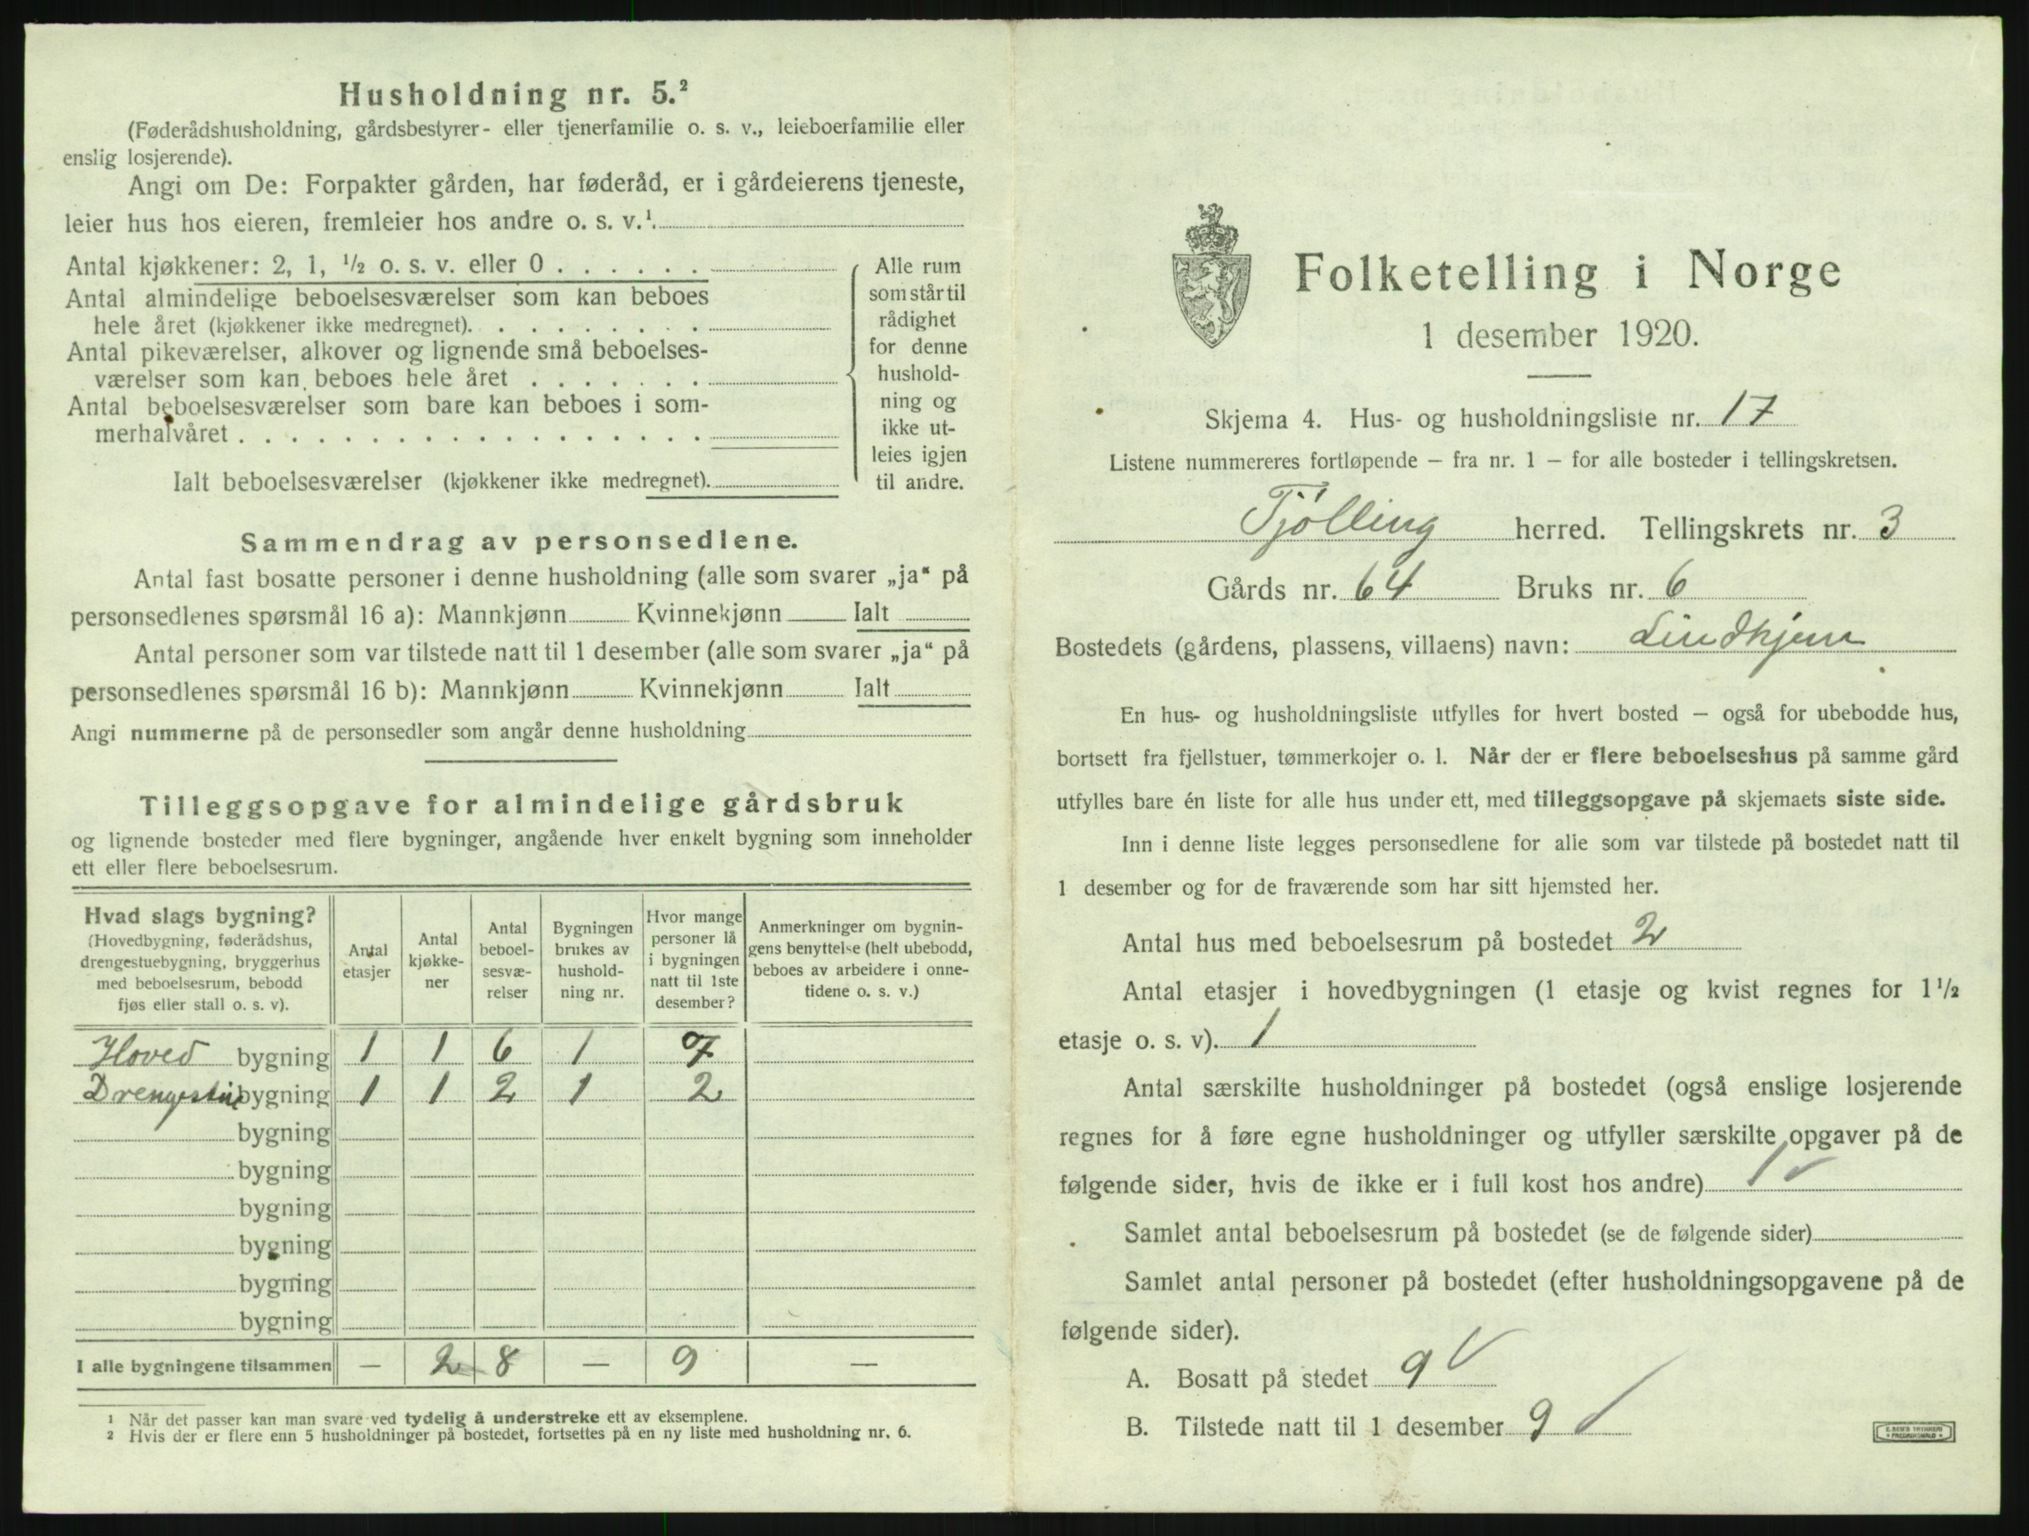 Husholdning nr. 5.²
(Føderådshusholdning, gårdsbestyrer- eller tjenerfamilie o. s. v., leieboerfamilie eller
enslig losjerende).
Angi om De: Forpakter gården, har føderåd, er i gårdeierens tjeneste,
leier hus hos eieren, fremleier hos andre o. s. v.¹
Antal kjøkkener: 2, 1, ½ o. s. v. eller 0 . . . . . .
Antal almindelige beboelsesværelser som kan beboes
hele året (kjøkkener ikke medregnet). . . . . . . . .
Antal pikeværelser, alkover og lignende små beboelses-
værelser som kan beboes hele året . . . . . . .
Antal beboelsesværelser som bare kan beboes i som-
merhalvåret . . . . . . . . . . . . . . . . . .
Ialt beboelsesværelser (kjøkkener ikke medregnet).
Alle rum
som står til
rådighet
for denne
hushold-
ning og
ikke ut-
leies igjen
til andre.
Sammendrag av personsedlene.
Antal fast bosatte personer i denne husholdning (alle som svarer „ja“ på
personsedlenes spørsmål 16 a): Mannkjønn Kvinnekjønn Ialt
Antal personer som var tilstede natt til 1 desember (alle som svarer „ja“ på
personsedlenes spørsmål 16 b): Mannkjønn Kvinnekjønn Ialt
Angi nummerne på de personsedler som angår denne husholdning
Tilleggsopgave for almindelige gårdsbruk
og lignende bosteder med flere bygninger, angående hver enkelt bygning som inneholder
ett eller flere beboelsesrum.
Hvad slags bygning?
(Hovedbygning, føderådshus,
drengestuebygning, bryggerhus
med beboelsesrum, bebodd
fjøs eller stall o. s. v).
Antal
etasjer
Antal
kjøkke-
ner
Antal
beboel-
sesvæ-
relser
Bygningen
brukes av
hushold-
ning nr.
Hvor mange
personer lå
i bygningen
natt til 1ste
desember?
Anmerkninger om bygnin-
gens benyttelse (helt ubebodd,
beboes av arbeidere i onne-
tidene o. s. v.)
Hoved bygning 1 1 6 1 7
Drengestue bygning 1 1 2 1 2
bygning
bygning
bygning
bygning
bygning
bygning
I alle bygningene tilsammen — 2 8 — 9 —
¹ Når det passer kan man svare ved tydelig å understreke ett av eksemplene.
² Hvis der er flere enn 5 husholdninger på bostedet, fortsettes på en ny liste med husholdning nr. 6.
Folketelling i Norge
1 desember 1920.
Skjema 4. Hus- og husholdningsliste nr. 17
Listene nummereres fortløpende – fra nr. 1 – for alle bosteder i tellingskretsen.
Tjølling herred. Tellingskrets nr. 3
Gårds nr. 64 Bruks nr. 6
Bostedets (gårdens, plassens, villaens) navn: Lindhjem
En hus- og husholdningsliste utfylles for hvert bosted – også for ubebodde hus,
bortsett fra fjellstuer, tømmerkojer o. l. Når der er flere beboelseshus på samme gård
utfylles bare én liste for alle hus under ett, med tilleggsopgave på skjemaets siste side.
Inn i denne liste legges personsedlene for alle som var tilstede på bostedet natt til
1 desember og for de fraværende som har sitt hjemsted her.
Antal hus med beboelsesrum på bostedet 2
Antal etasjer i hovedbygningen (1 etasje og kvist regnes for 1½
etasje o. s. v). 1
Antal særskilte husholdninger på bostedet (også enslige losjerende
regnes for å føre egne husholdninger og utfyller særskilte opgaver på de
følgende sider, hvis de ikke er i full kost hos andre) 1
Samlet antal beboelsesrum på bostedet (se de følgende sider)
Samlet antal personer på bostedet (efter husholdningsopgavene på de
følgende sider).
A. Bosatt på stedet 9
B. Tilstede natt til 1 desember 9